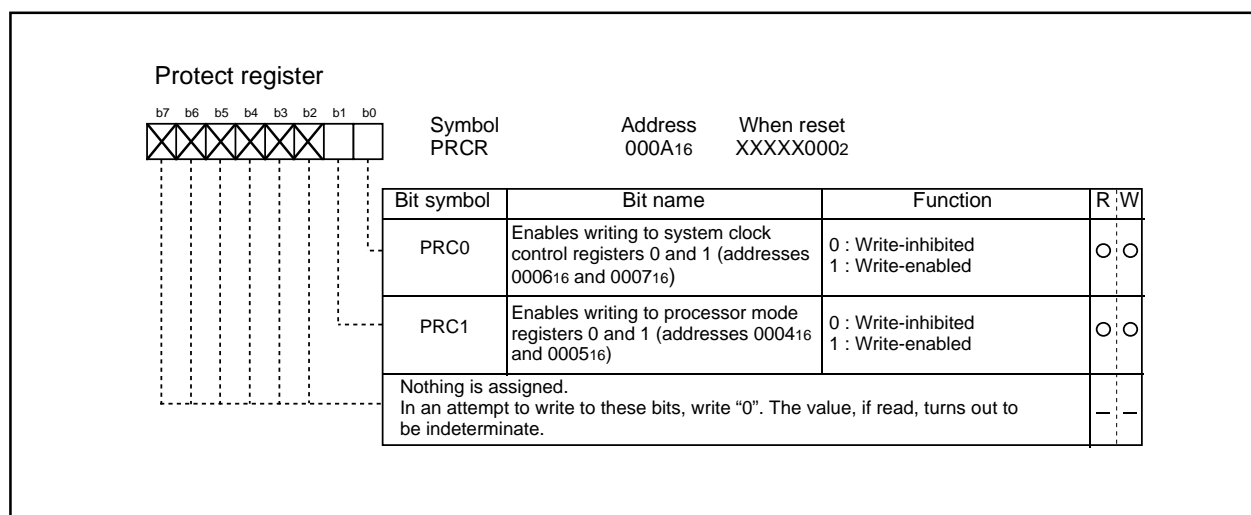 Protect register
b7 b6 b5 b4 b3 b2 b1 b0
Symbol Address When reset
PRCR 000A16 XXXXX0002
Bit symbol Bit name Function R W
PRC0 Enables writing to system clock
control registers 0 and 1 (addresses
000616 and 000716)
0 : Write-inhibited
1 : Write-enabled
PRC1 Enables writing to processor mode
registers 0 and 1 (addresses 000416
and 000516)
0 : Write-inhibited
1 : Write-enabled
Nothing is assigned.
In an attempt to write to these bits, write “0”. The value, if read, turns out to
be indeterminate.